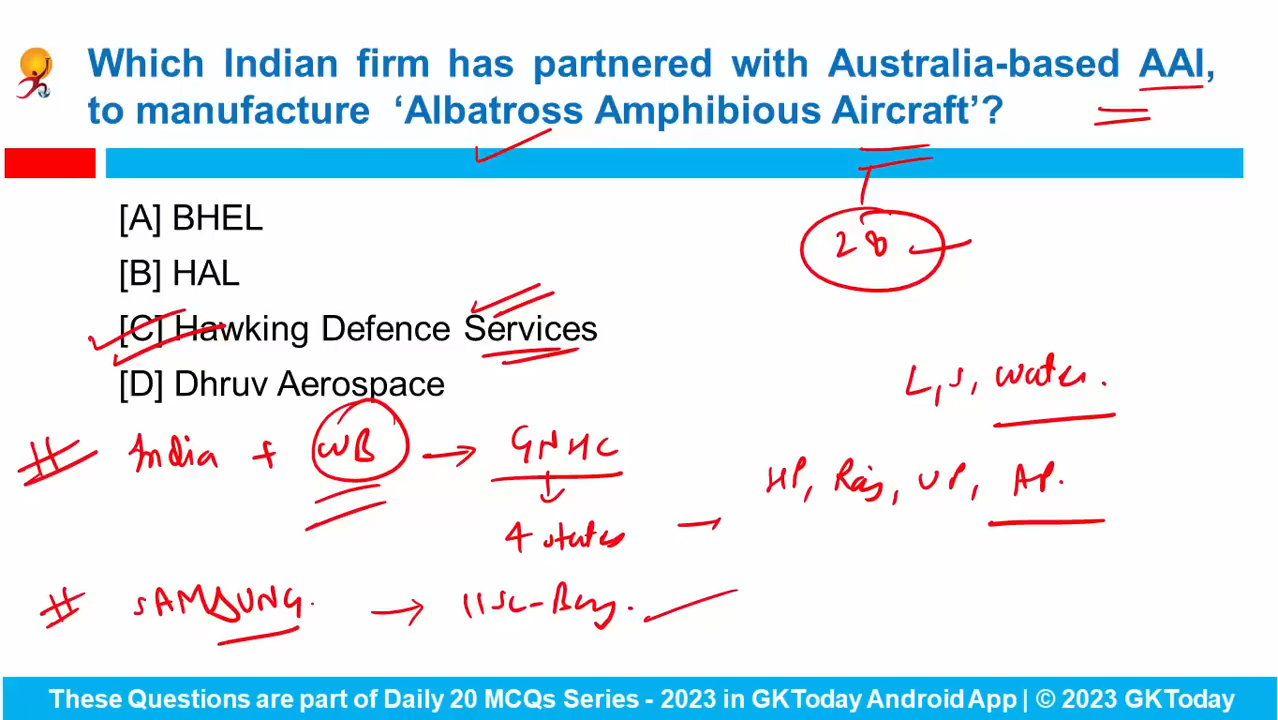 Which Indian firm has partnered with Australia-based AAI,
to manufacture ‘Albatross Amphibious Aircraft’?
28
[A] BHEL
[B] HAL
[C] Hawking Defence Services
[D] Dhruv Aerospace
L, S, water.
# India + WB → GNHC
HP, Raj, UP, AP.
4 states →
# SAMSUNG. → IISC-Beng.
These Questions are part of Daily 20 MCQs Series - 2023 in GKToday Android App | © 2023 GKToday